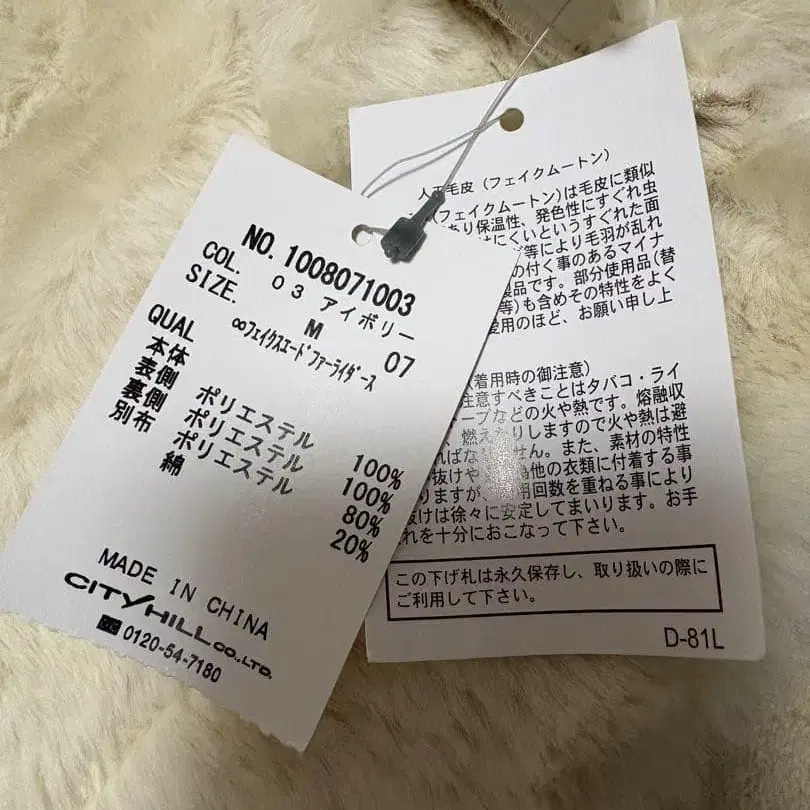 NO. 1008071003
COL. 03 アイボリー
SIZE. M 07
∞フェイクスエードファーライダース
QUAL
本体
表側 ポリエステル 100%
裏側 ポリエステル 100%
別布 ポリエステル 80%
綿 20%
MADE IN CHINA
CITY HILL CO.,LTD.
0120-54-7180
人工毛皮(フェイクムートン)
(フェイクムートン)は毛皮に類似
あり保温性、発色性にすぐれ虫
にくいというすぐれた面
等により毛羽が乱れ
の付く事のあるマイナ
製品です。部分使用品(替
等)も含めその特性をよく
愛用のほど、お願い申し上
(着用時の御注意)
注意すべきことはタバコ・ライ
ープなどの火や熱です。熔融収
、燃えたりしますので火や熱は避
ればな せん。また、素材の特性
抜けや 他の衣類に付着する事
りますが、 用回数を重ねる事により
抜けは徐々に安定してまいります。お手
れを十分におこなって下さい。
この下げ札は永久保存し、取り扱いの際に
ご利用して下さい。
D-81L